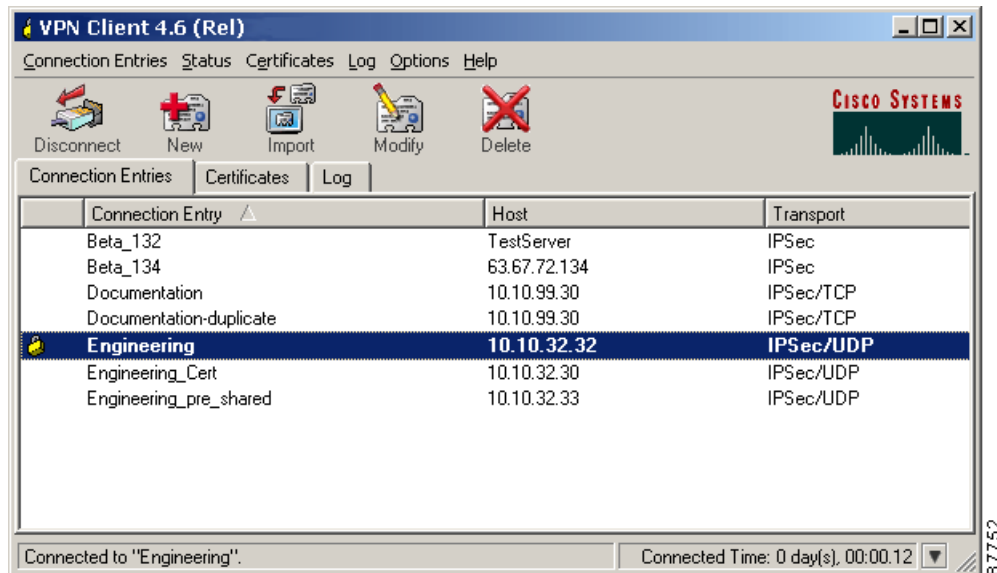 VPN Client 4.6 (Rel)
Connection Entries Status Certificates Log Options Help
CISCO SYSTEMS
Disconnect New Import Modify Delete
Connection Entries Certificates Log
Connection Entry Host Transport
Beta_132 TestServer IPSec
Beta_134 63.67.72.134 IPSec
Documentation 10.10.99.30 IPSec/TCP
Documentation-duplicate 10.10.99.30 IPSec/TCP
Engineering 10.10.32.32 IPSec/UDP
Engineering_Cert 10.10.32.30 IPSec/UDP
Engineering_pre_shared 10.10.32.33 IPSec/UDP
Connected to "Engineering". Connected Time: 0 day(s), 00:00.12
87752